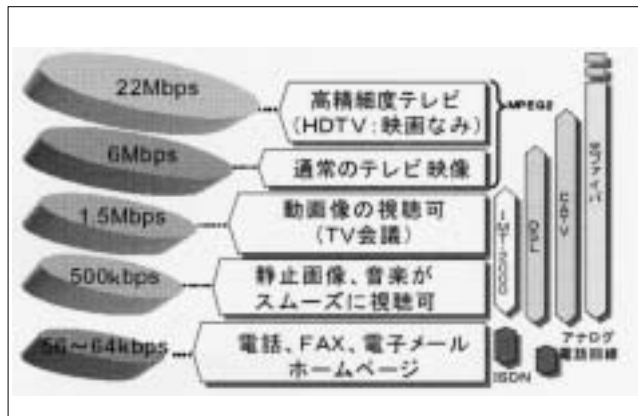 22Mbps
高精細度テレビ
(HDTV:映画なみ)
MPEG2
6Mbps
通常のテレビ映像
1.5Mbps
動画像の視聴可
(TV会議)
500kbps
静止画像、音楽が
スムーズに視聴可
56～64kbps
電話、FAX、電子メール
ホームページ
IMT-2000
DSL
CATV
光ファイバ
ISDN
アナログ
電話回線